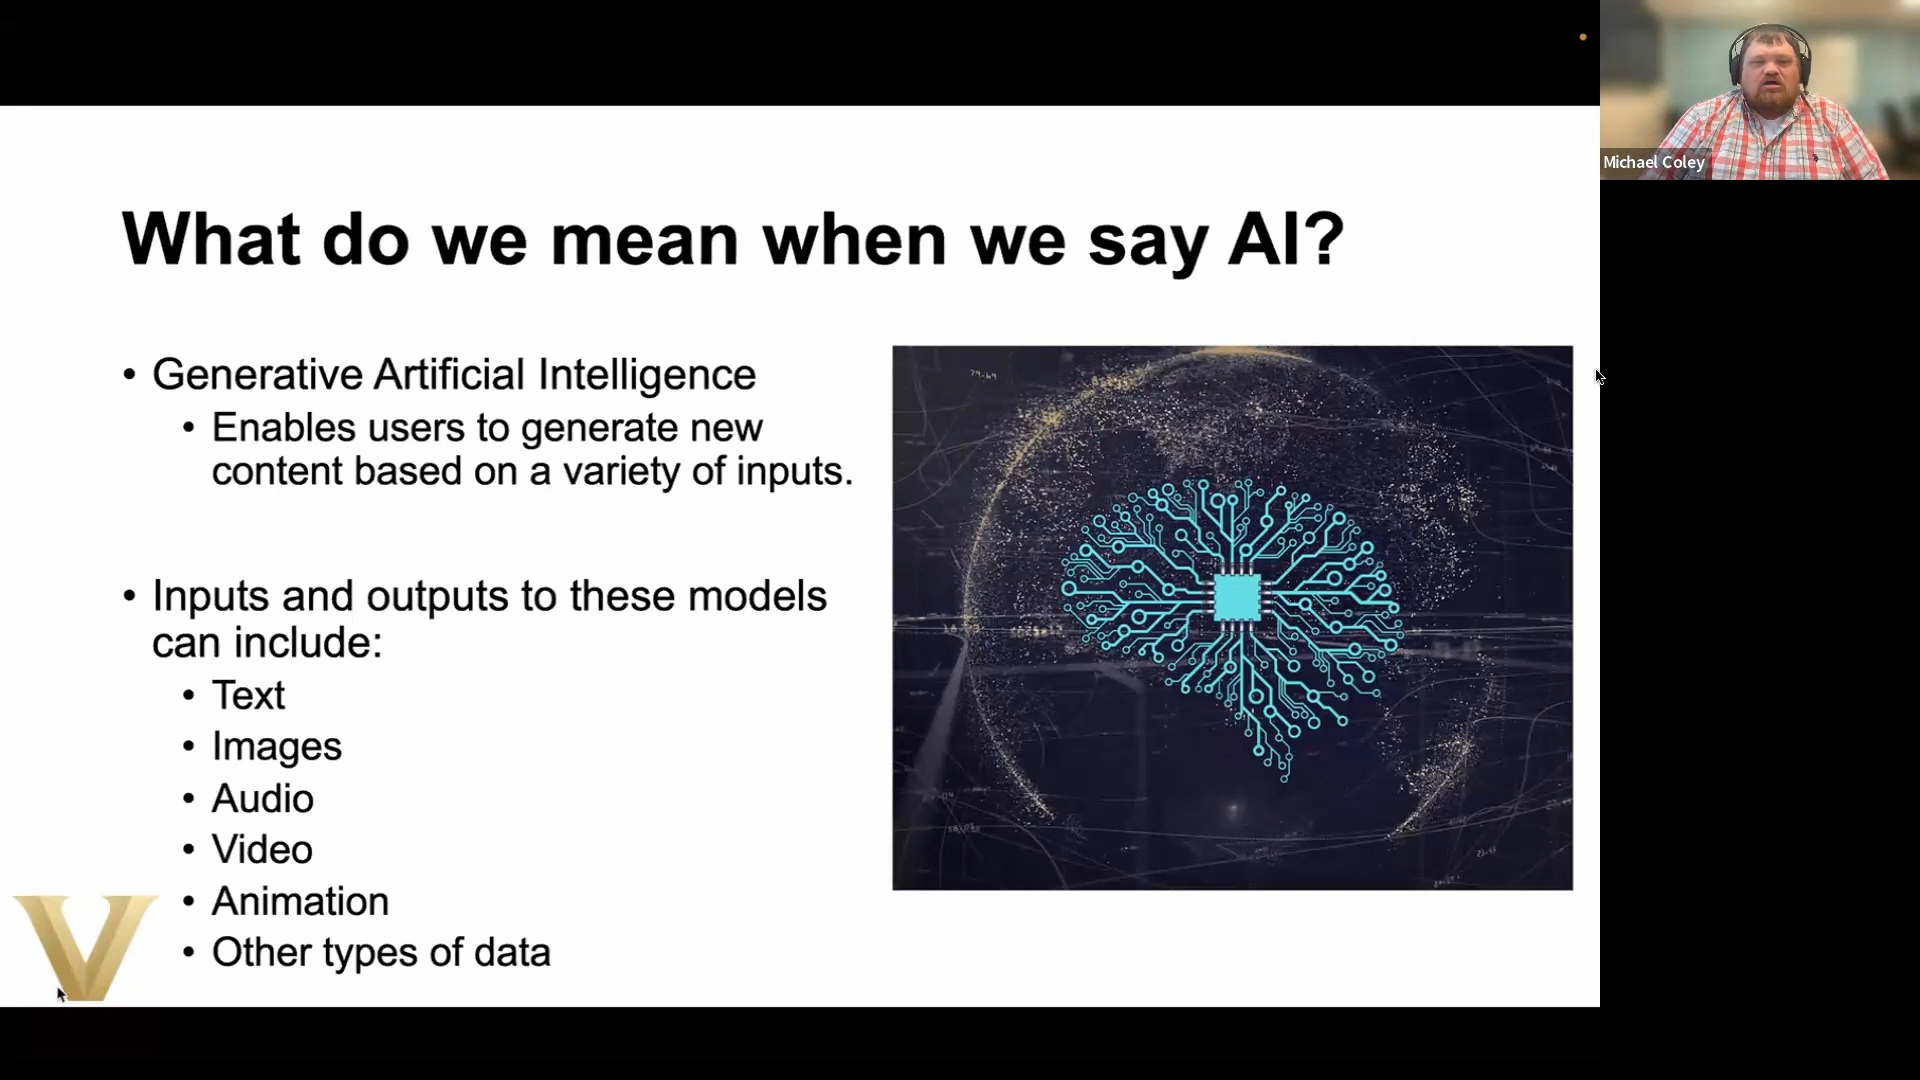 Michael Coley
What do we mean when we say AI?
• Generative Artificial Intelligence
• Enables users to generate new
content based on a variety of inputs.
• Inputs and outputs to these models
can include:
• Text
• Images
• Audio
• Video
• Animation
• Other types of data
V